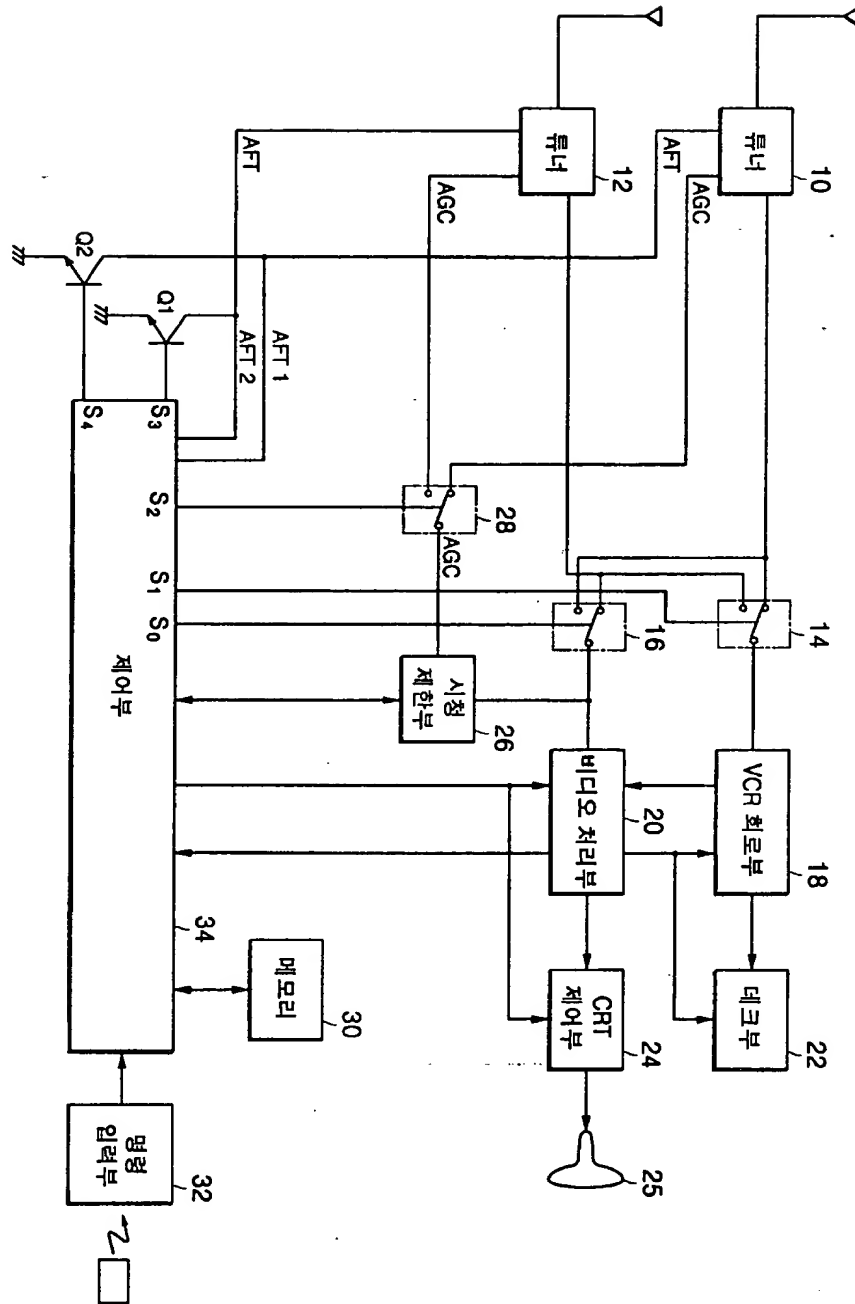 튜너
10
AFT
AGC
튜너
12
AFT
AGC
14
16
28
AGC
VCR 회로부
18
비디오 처리부
20
시청
제한부
26
데크부
22
CRT
제어부
24
25
Q2
Q1
AFT 1
AFT 2
S4
S3
S2
S1
S0
제어부
34
메모리
30
명령
입력부
32